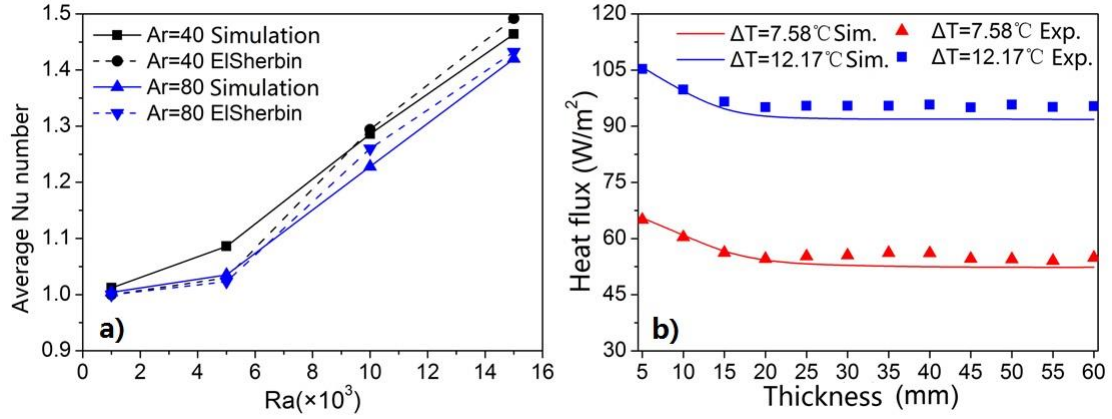 Average Nu number
1.5
1.4
1.3
1.2
1.1
1.0
0.9
Ar=40 Simulation
Ar=40 ElSherbin
Ar=80 Simulation
Ar=80 ElSherbin
a)
0 2 4 6 8 10 12 14 16
Ra(×10³)
Heat flux (W/m²)
120
105
90
75
60
45
30
ΔT=7.58℃ Sim. ΔT=7.58℃ Exp.
ΔT=12.17℃ Sim. ΔT=12.17℃ Exp.
b)
5 10 15 20 25 30 35 40 45 50 55 60
Thickness (mm)